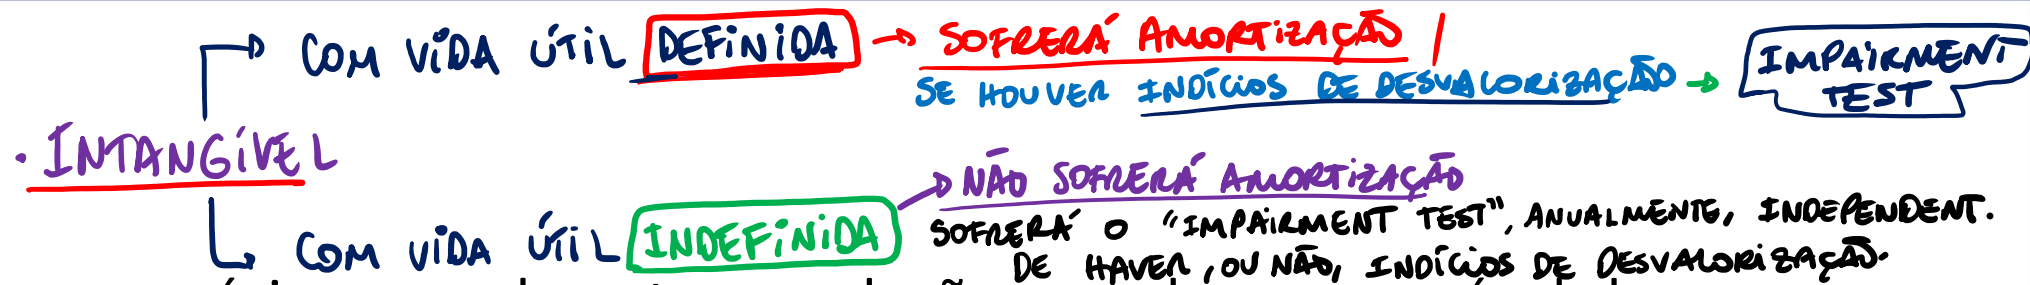 COM VIDA ÚTIL DEFINIDA → SOFRERÁ AMORTIZAÇÃO /
SE HOUVER INDÍCIOS DE DESVALORIZAÇÃO → IMPAIRMENT TEST
• INTANGÍVEL
COM VIDA ÚTIL INDEFINIDA → NÃO SOFRERÁ AMORTIZAÇÃO
SOFRERÁ O "IMPAIRMENT TEST", ANUALMENTE, INDEPENDENT.
DE HAVER, OU NÃO, INDÍCIOS DE DESVALORIZAÇÃO.